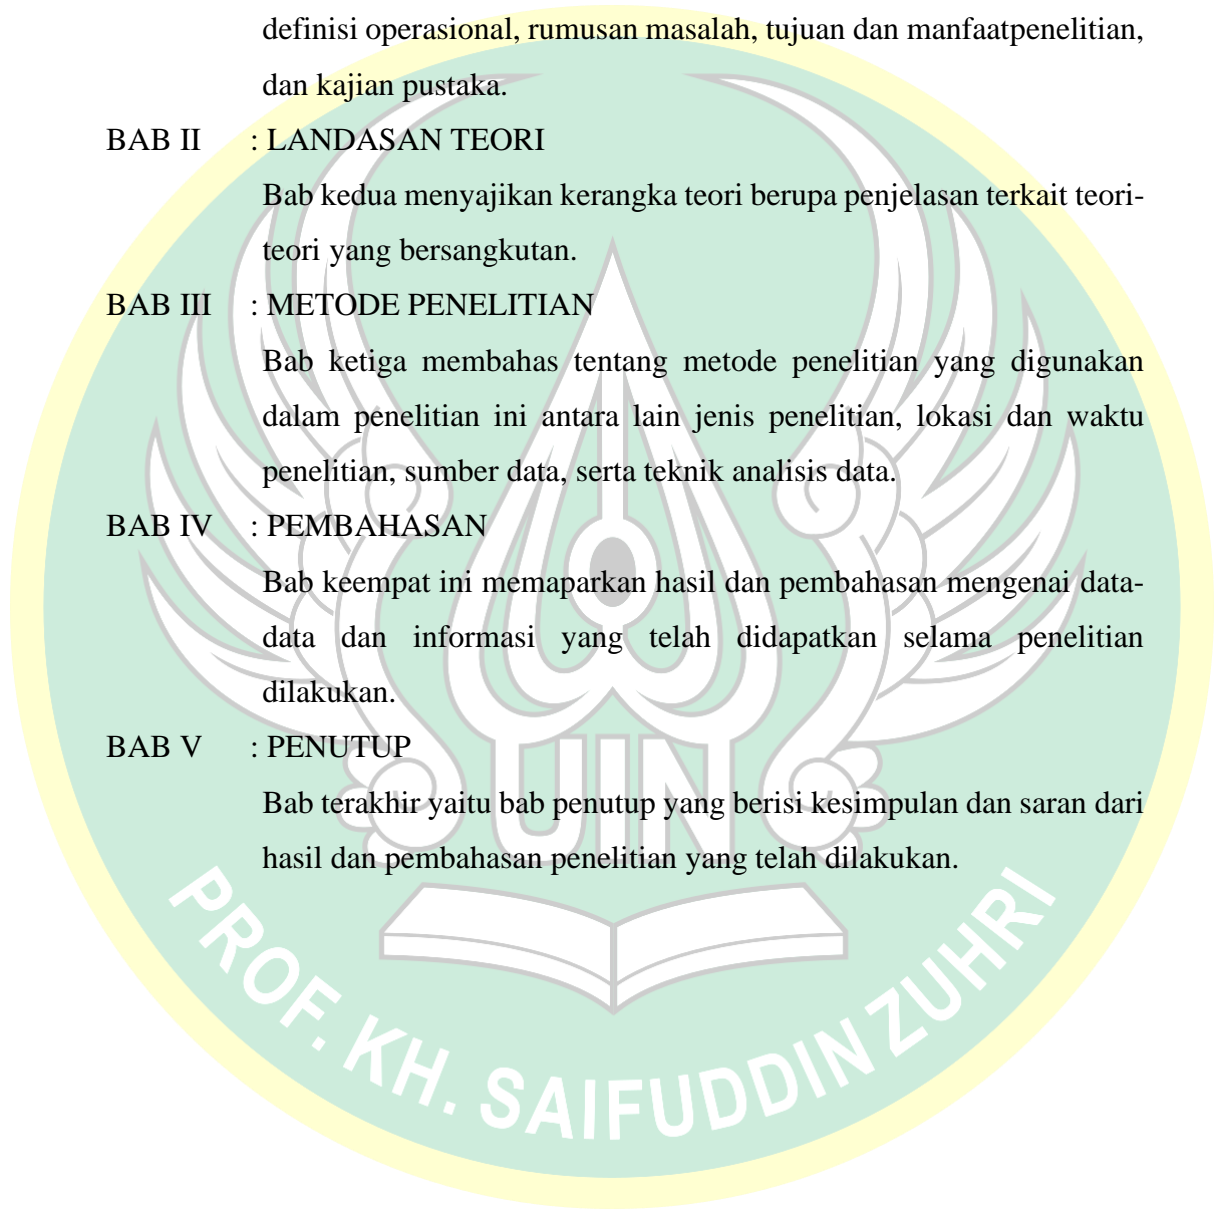 definisi operasional, rumusan masalah, tujuan dan manfaatpenelitian,
dan kajian pustaka.
BAB II : LANDASAN TEORI
Bab kedua menyajikan kerangka teori berupa penjelasan terkait teori-
teori yang bersangkutan.
BAB III : METODE PENELITIAN
Bab ketiga membahas tentang metode penelitian yang digunakan
dalam penelitian ini antara lain jenis penelitian, lokasi dan waktu
penelitian, sumber data, serta teknik analisis data.
BAB IV : PEMBAHASAN
Bab keempat ini memaparkan hasil dan pembahasan mengenai data-
data dan informasi yang telah didapatkan selama penelitian
dilakukan.
BAB V : PENUTUP
Bab terakhir yaitu bab penutup yang berisi kesimpulan dan saran dari
hasil dan pembahasan penelitian yang telah dilakukan.
UIN
PROF. KH. SAIFUDDIN ZUHRI